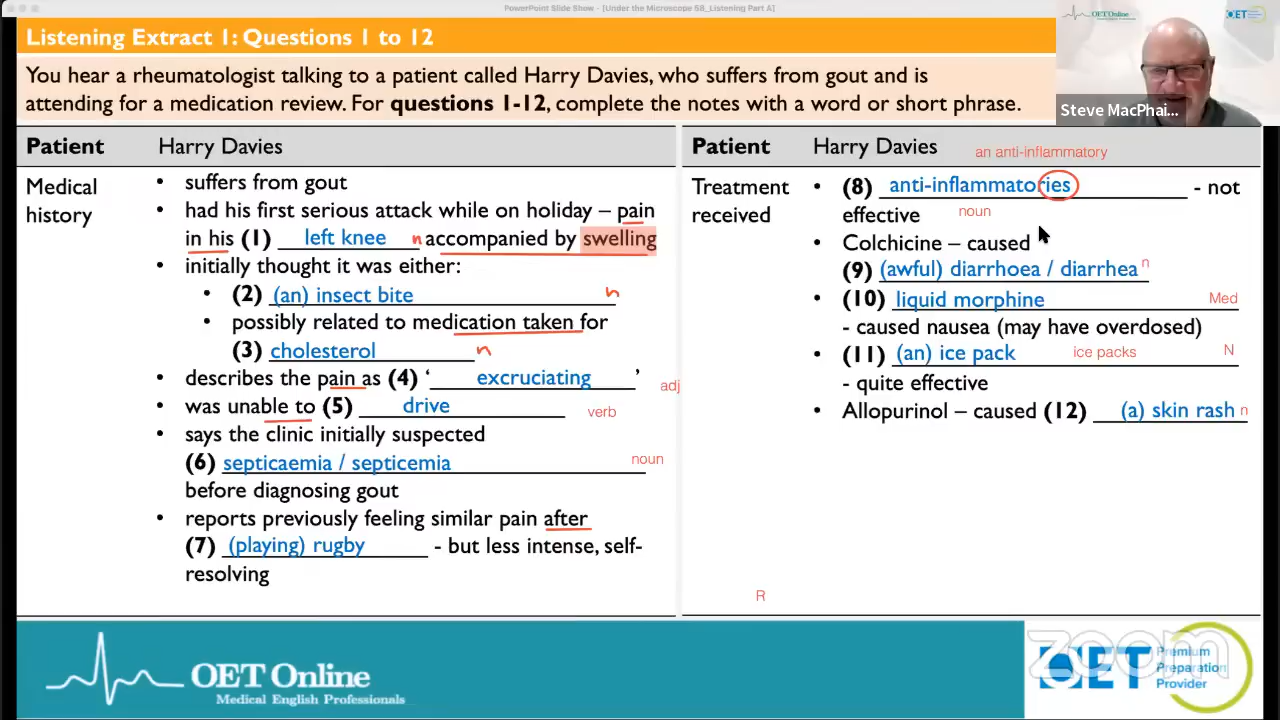 PowerPoint Slide Show - [Under the Microscope 58_Listening Part A]
Listening Extract 1: Questions 1 to 12
You hear a rheumatologist talking to a patient called Harry Davies, who suffers from gout and is
attending for a medication review. For questions 1-12, complete the notes with a word or short phrase.
OET Online
OET
Steve MacPhai...
Patient Harry Davies
Medical history
• suffers from gout
• had his first serious attack while on holiday – pain
in his (1) left knee n accompanied by swelling
• initially thought it was either:
• (2) (an) insect bite n
• possibly related to medication taken for
(3) cholesterol n
• describes the pain as (4) ‘ excruciating ’ adj
• was unable to (5) drive verb
• says the clinic initially suspected
(6) septicaemia / septicemia noun
before diagnosing gout
• reports previously feeling similar pain after
(7) (playing) rugby - but less intense, self-
resolving
Patient Harry Davies an anti-inflammatory
Treatment received
• (8) anti-inflammatories - not
effective noun
• Colchicine – caused
(9) (awful) diarrhoea / diarrhea n
• (10) liquid morphine Med
- caused nausea (may have overdosed)
• (11) (an) ice pack ice packs N
- quite effective
• Allopurinol – caused (12) (a) skin rash n
R
OET Online
Medical English Professionals
zoom
OET
Premium
Preparation
Provider